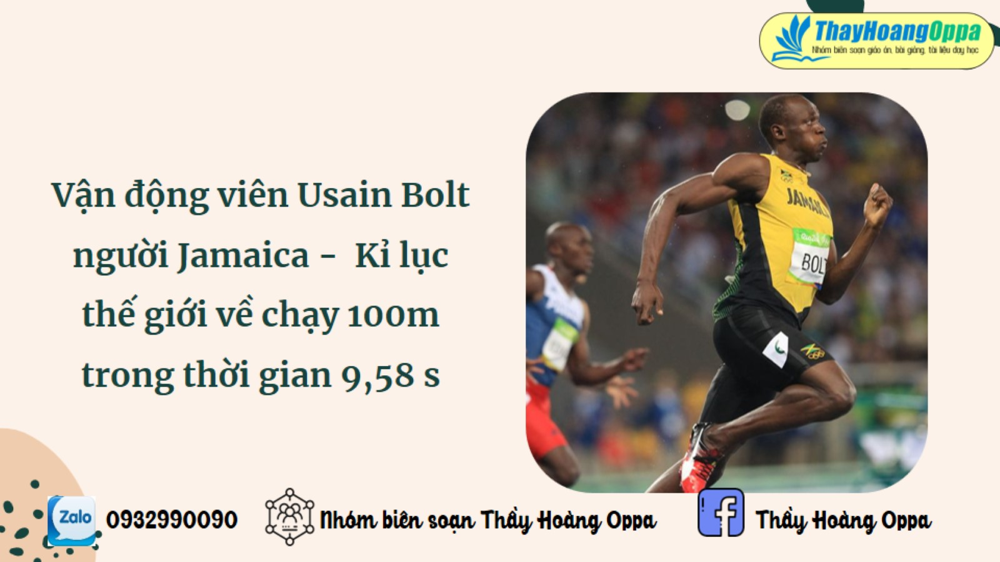 ThayHoangOppa
Nhóm biên soạn giáo án, bài giảng, tài liệu dạy học
Vận động viên Usain Bolt
người Jamaica - Kỉ lục
thế giới về chạy 100m
trong thời gian 9,58 s
BOLT
Zalo
0932990090
Nhóm biên soạn Thầy Hoàng Oppa
Thầy Hoàng Oppa